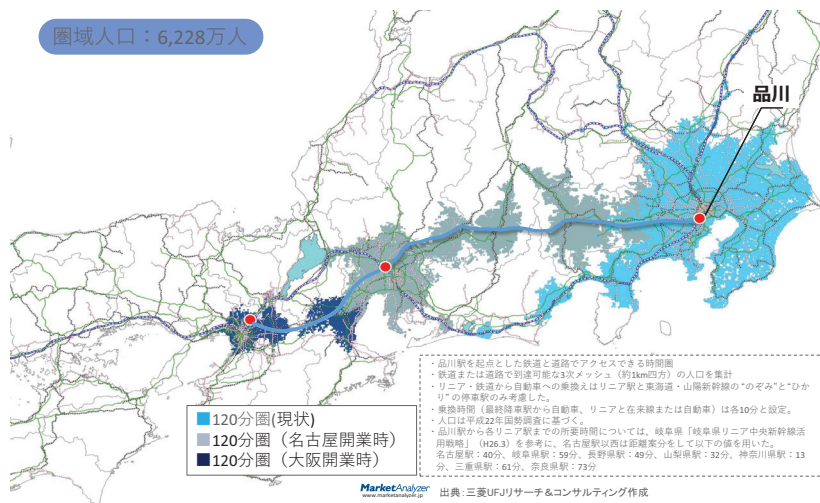 圏域人口：6,228万人
品川
120分圏(現状)
120分圏（名古屋開業時）
120分圏（大阪開業時）
・品川駅を起点とした鉄道と道路でアクセスできる時間圏
・鉄道または道路で到達可能な3次メッシュ（約1km四方）の人口を集計
・リニア・鉄道から自動車への乗換えはリニア駅と東海道・山陽新幹線の“のぞみ”と“ひか
り” の停車駅のみ考慮した。
・乗換時間（最終降車駅から自動車、リニアと在来線または自動車）は各10分と設定。
・人口は平成22年国勢調査に基づく。
・品川駅から各リニア駅までの所要時間については、岐阜県「岐阜県リニア中央新幹線活
用戦略」（H26.3）を参考に、名古屋駅以西は距離案分をして以下の値を用いた。
名古屋駅：40分、岐阜県駅：59分、長野県駅：49分、山梨県駅：32分、神奈川県駅：13
分、三重県駅：61分、奈良県駅：73分
MarketAnalyzer
www.marketanalyzer.jp
出典：三菱UFJリサーチ＆コンサルティング作成